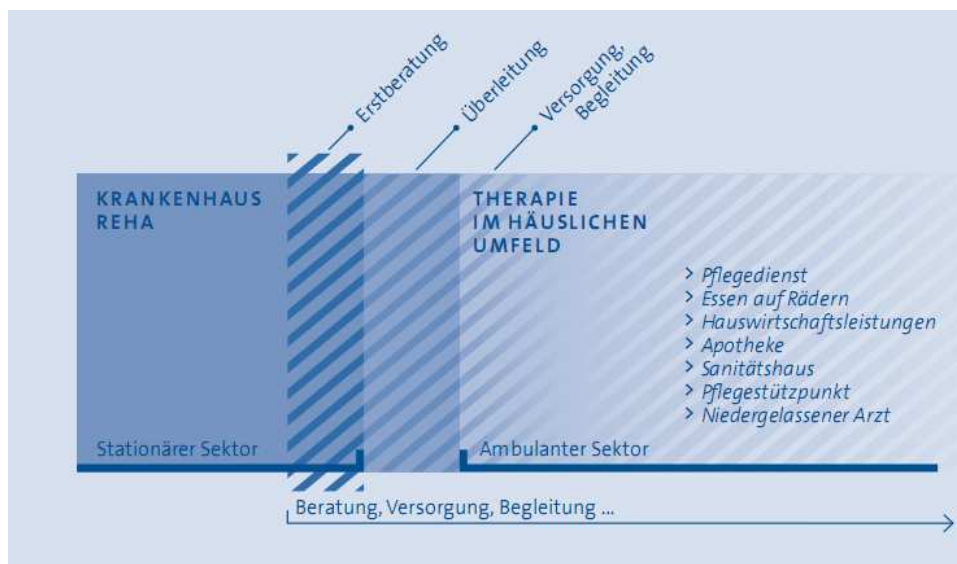 Erstberatung
Überleitung
Versorgung,
Begleitung
KRANKENHAUS
REHA
THERAPIE
IM HÄUSLICHEN
UMFELD
> Pflegedienst
> Essen auf Rädern
> Hauswirtschaftsleistungen
> Apotheke
> Sanitätshaus
> Pflegestützpunkt
> Niedergelassener Arzt
Stationärer Sektor
Ambulanter Sektor
Beratung, Versorgung, Begleitung ...